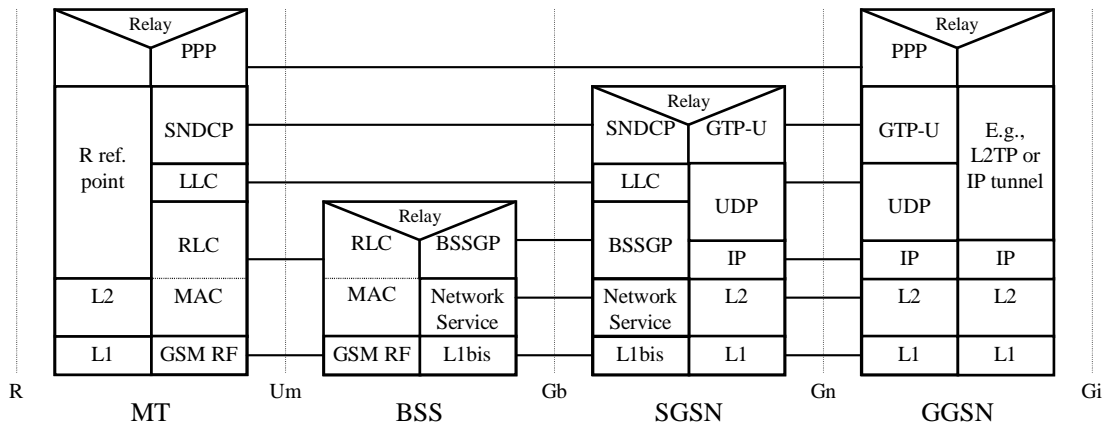 Relay
PPP
Relay
PPP
Relay
SNDCP
SNDCP
GTP-U
GTP-U
E.g.,
L2TP or
IP tunnel
R ref.
point
LLC
LLC
UDP
UDP
Relay
RLC
RLC
BSSGP
BSSGP
IP
IP
IP
L2
MAC
MAC
Network
Service
Network
Service
L2
L2
L2
L1
GSM RF
GSM RF
L1bis
L1bis
L1
L1
L1
R
Um
Gb
Gn
Gi
MT
BSS
SGSN
GGSN